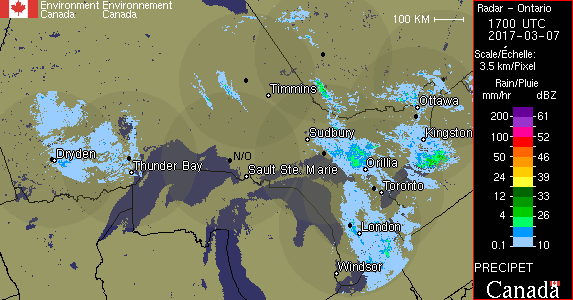 Environment Environnement
Canada Canada
100 KM
Timmins
Ottawa
Sudbury
Kingston
Dryden
Thunder Bay
N/O
Sault Ste. Marie
Orillia
Toronto
London
Windsor
Radar - Ontario
1700 UTC
2017-03-07
Scale/Échelle:
3.5 km/Pixel
Rain/Pluie
mm/hr dBZ
200 61
100 52
50 46
24 39
12 33
4 26
0.1 10
PRECIPET
Canada